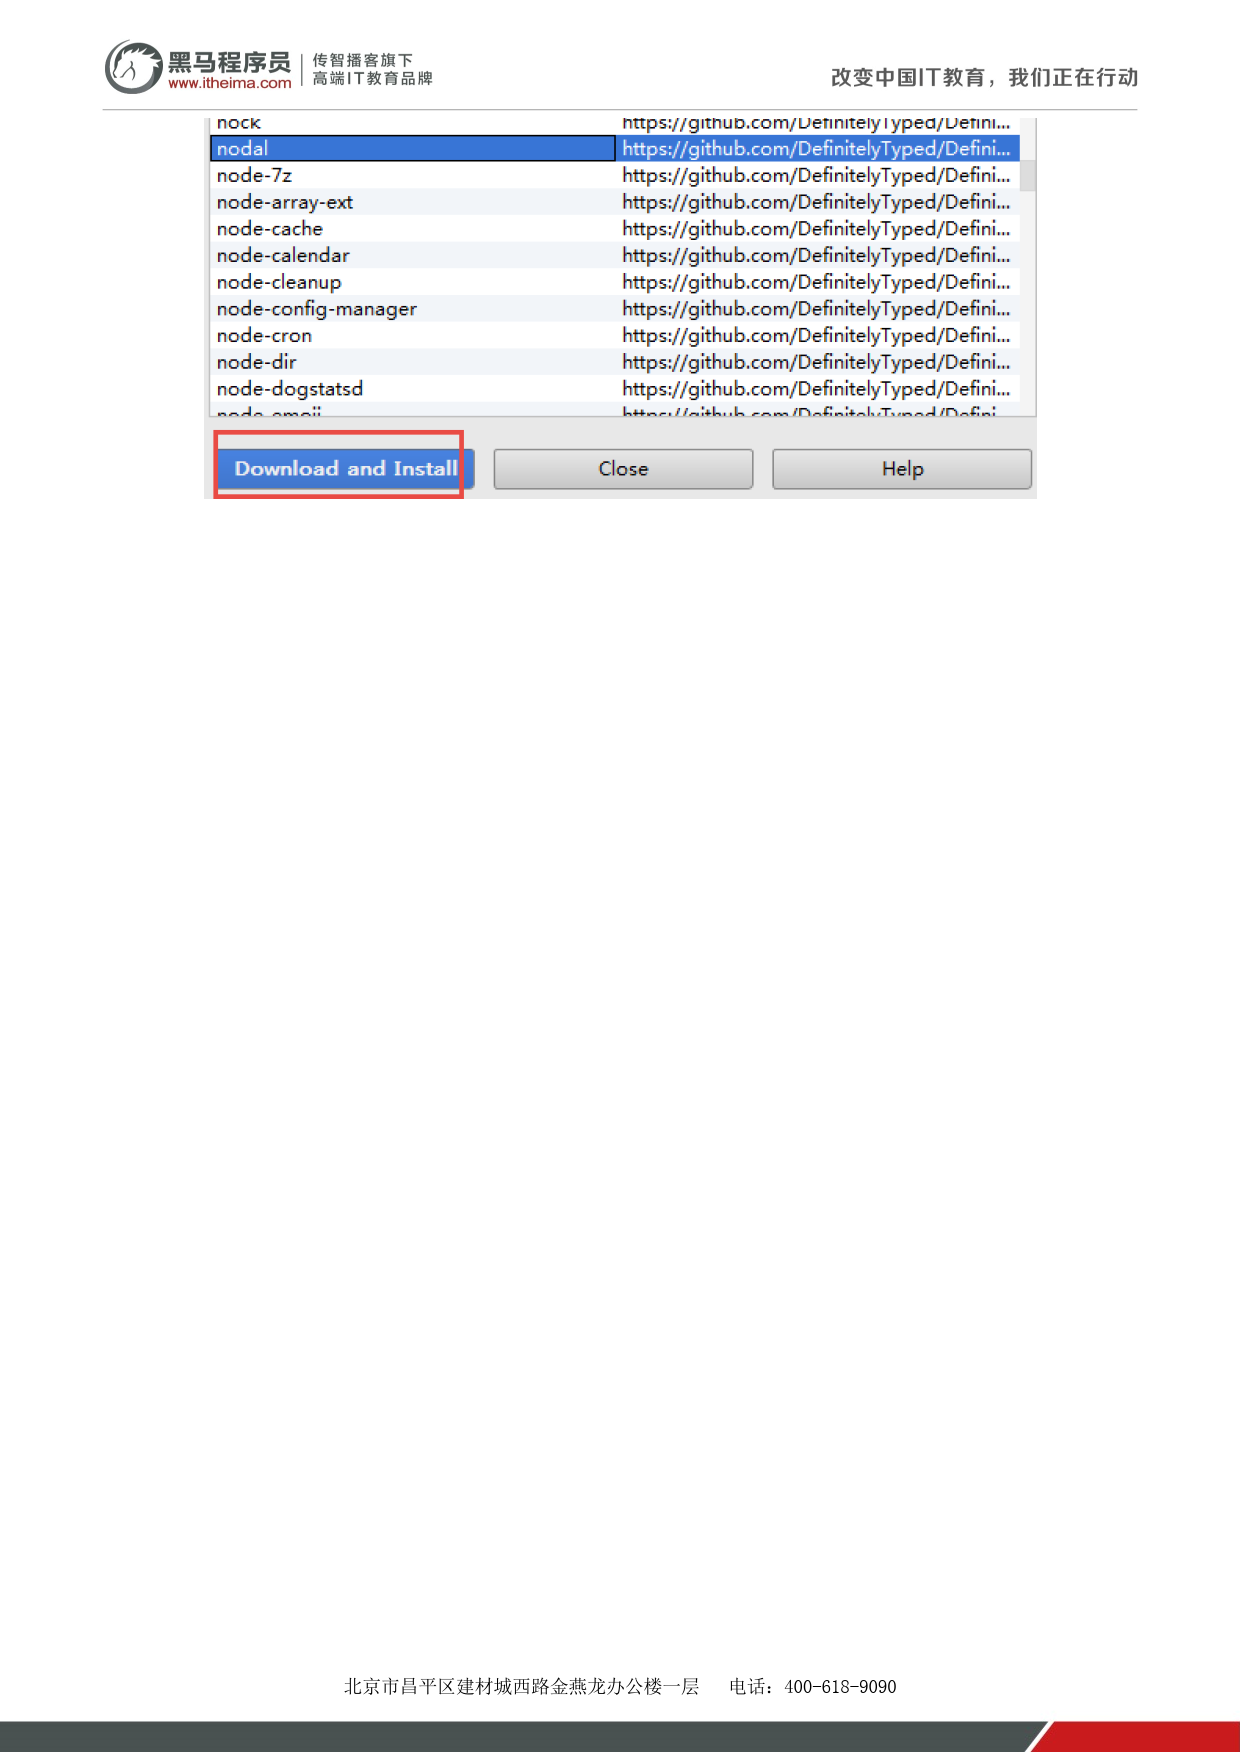 黑马程序员 传智播客旗下
www.itheima.com 高端IT教育品牌
改变中国IT教育，我们正在行动
nock https://github.com/DefinitelyTyped/Defini...
nodal https://github.com/DefinitelyTyped/Defini...
node-7z https://github.com/DefinitelyTyped/Defini...
node-array-ext https://github.com/DefinitelyTyped/Defini...
node-cache https://github.com/DefinitelyTyped/Defini...
node-calendar https://github.com/DefinitelyTyped/Defini...
node-cleanup https://github.com/DefinitelyTyped/Defini...
node-config-manager https://github.com/DefinitelyTyped/Defini...
node-cron https://github.com/DefinitelyTyped/Defini...
node-dir https://github.com/DefinitelyTyped/Defini...
node-dogstatsd https://github.com/DefinitelyTyped/Defini...
node-emoji https://github.com/DefinitelyTyped/Defini
Download and Install Close Help
北京市昌平区建材城西路金燕龙办公楼一层 电话：400-618-9090